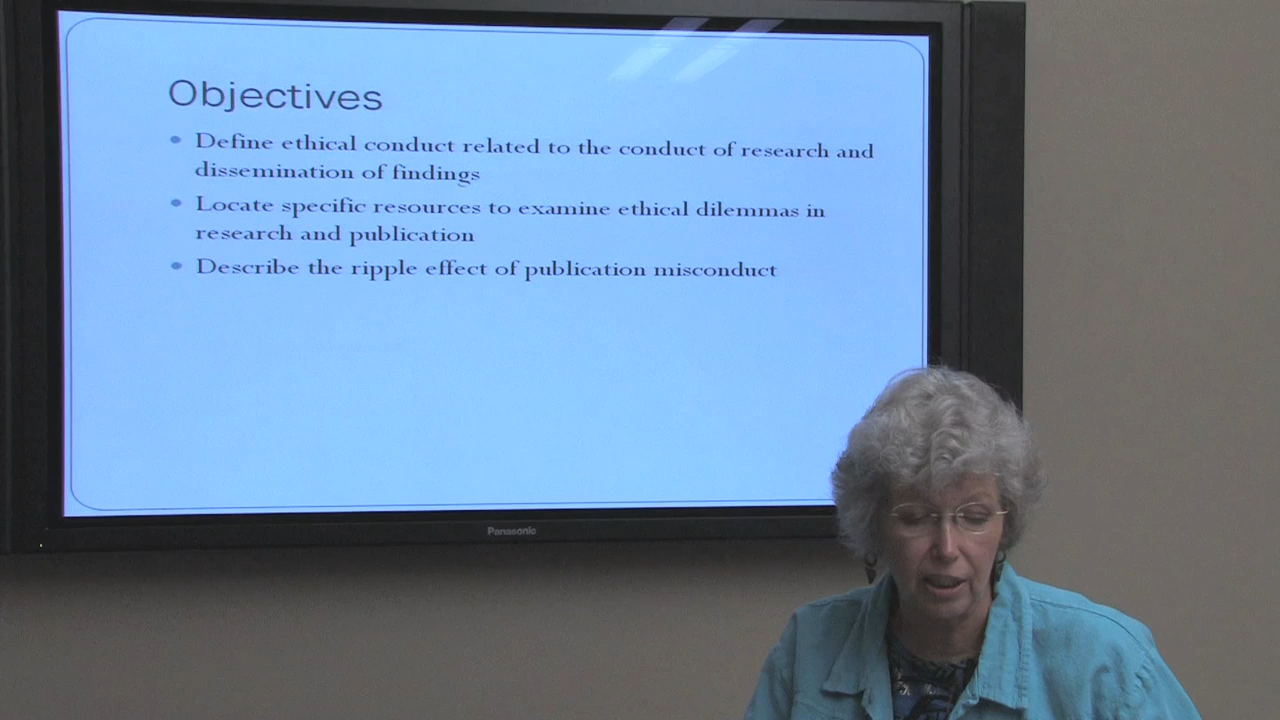 Objectives
Define ethical conduct related to the conduct of research and
dissemination of findings
Locate specific resources to examine ethical dilemmas in
research and publication
Describe the ripple effect of publication misconduct
Panasonic